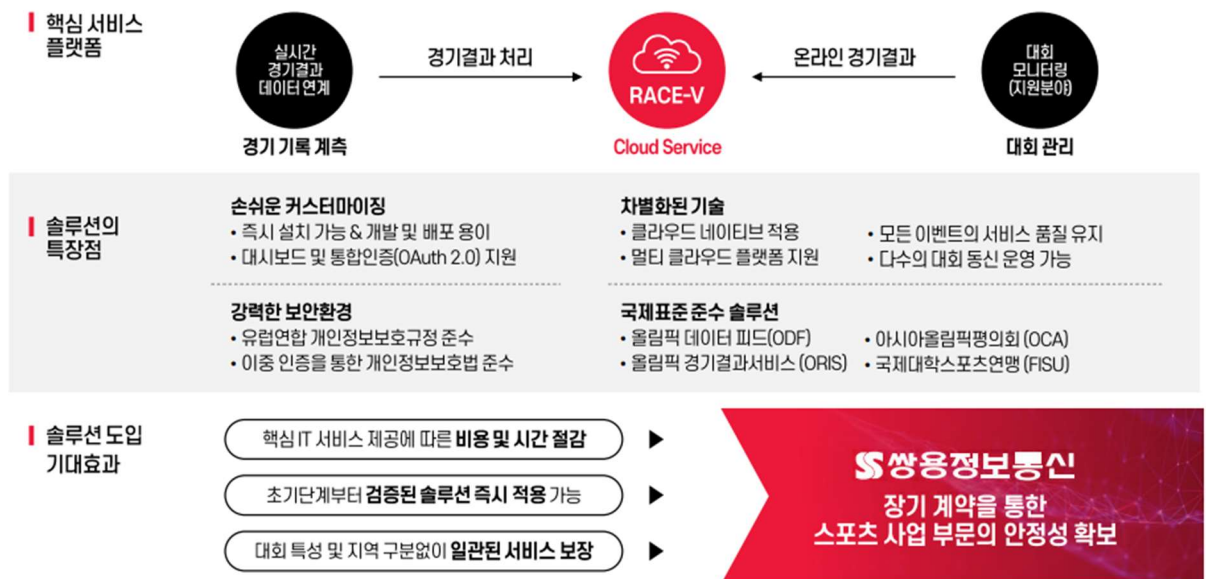 핵심 서비스
플랫폼
실시간
경기결과
데이터 연계
경기 기록 계측
경기결과 처리
RACE-V
Cloud Service
온라인 경기결과
대회
모니터링
(지원분야)
대회 관리
솔루션의
특장점
손쉬운 커스터마이징
• 즉시 설치 가능 & 개발 및 배포 용이
• 대시보드 및 통합인증(OAuth 2.0) 지원
차별화된 기술
• 클라우드 네이티브 적용
• 멀티 클라우드 플랫폼 지원
• 모든 이벤트의 서비스 품질 유지
• 다수의 대회 동신 운영 가능
강력한 보안환경
• 유럽연합 개인정보보호규정 준수
• 이중 인증을 통한 개인정보보호법 준수
국제표준 준수 솔루션
• 올림픽 데이터 피드(ODF)
• 올림픽 경기결과서비스 (ORIS)
• 아시아올림픽평의회 (OCA)
• 국제대학스포츠연맹 (FISU)
솔루션 도입
기대효과
핵심 IT 서비스 제공에 따른 비용 및 시간 절감
초기단계부터 검증된 솔루션 즉시 적용 가능
대회 특성 및 지역 구분없이 일관된 서비스 보장
쌍용정보통신
장기 계약을 통한
스포츠 사업 부문의 안정성 확보